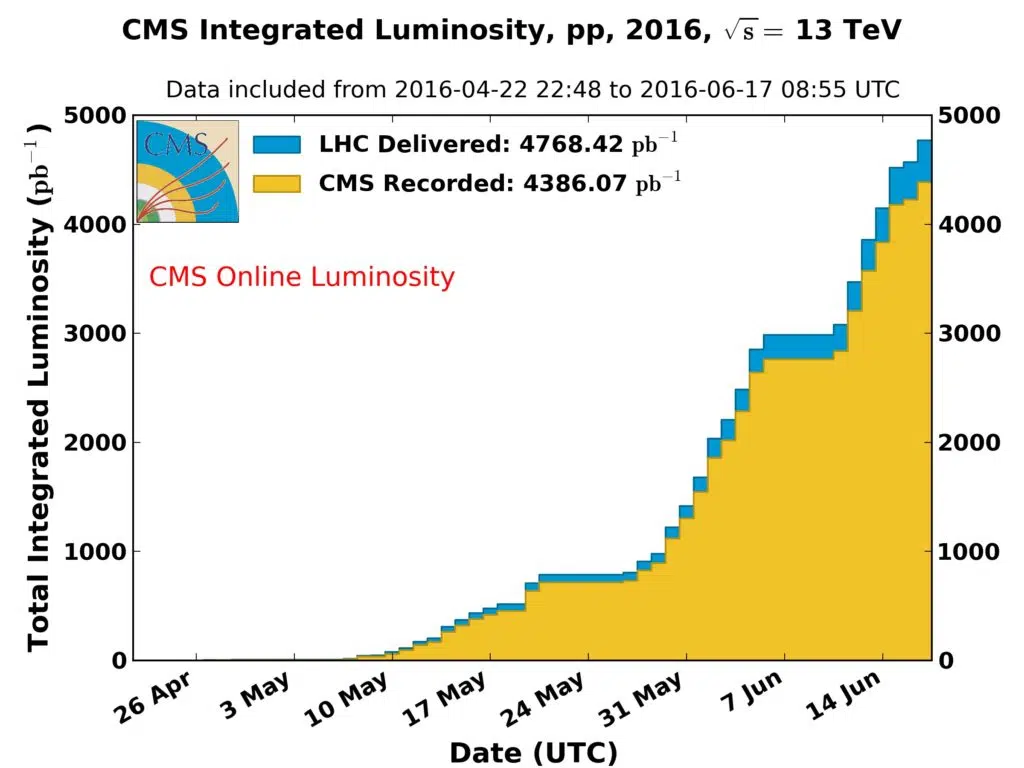 CMS Integrated Luminosity, pp, 2016, √s = 13 TeV
Data included from 2016-04-22 22:48 to 2016-06-17 08:55 UTC
CMS
LHC Delivered: 4768.42 pb⁻¹
CMS Recorded: 4386.07 pb⁻¹
CMS Online Luminosity
Total Integrated Luminosity (pb⁻¹)
5000
4000
3000
2000
1000
0
5000
4000
3000
2000
1000
0
26 Apr
3 May
10 May
17 May
24 May
31 May
7 Jun
14 Jun
Date (UTC)